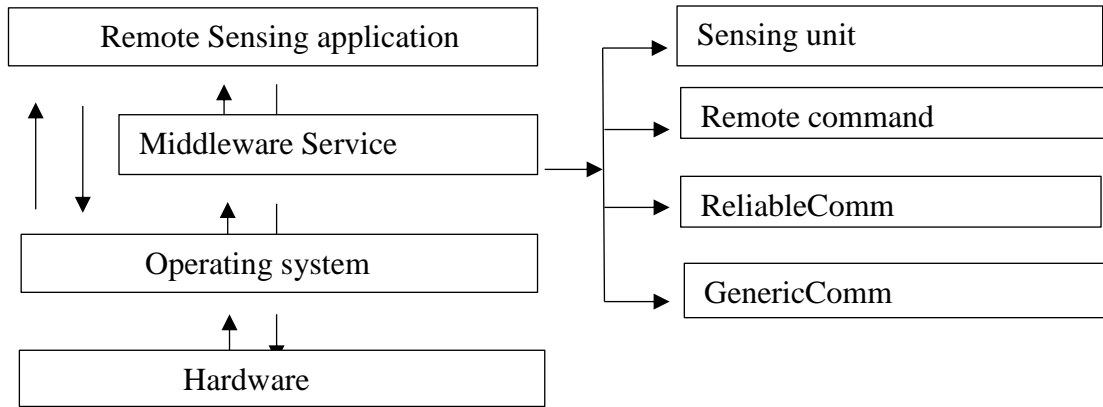 Remote Sensing application
Middleware Service
Operating system
Hardware
Sensing unit
Remote command
ReliableComm
GenericComm